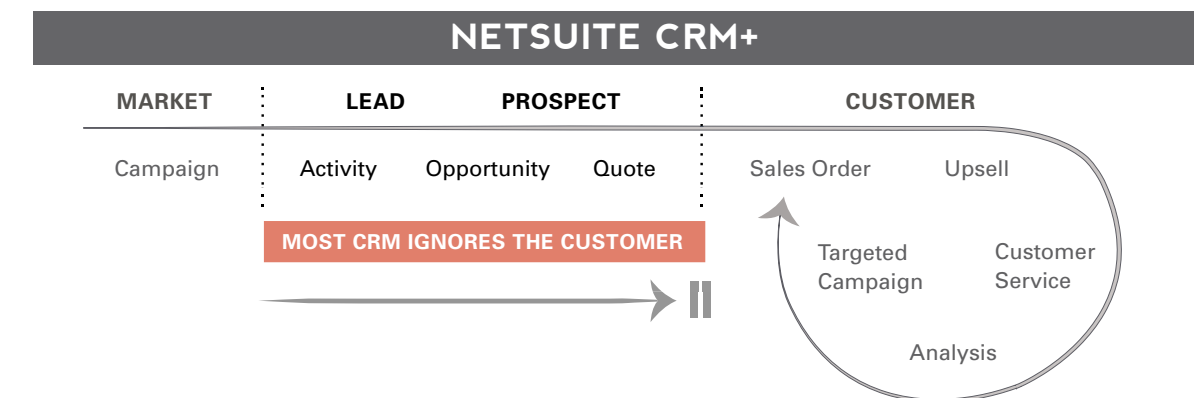 NETSUITE CRM+
MARKET LEAD PROSPECT CUSTOMER
Campaign Activity Opportunity Quote Sales Order Upsell
MOST CRM IGNORES THE CUSTOMER
Targeted
Campaign
Customer
Service
Analysis